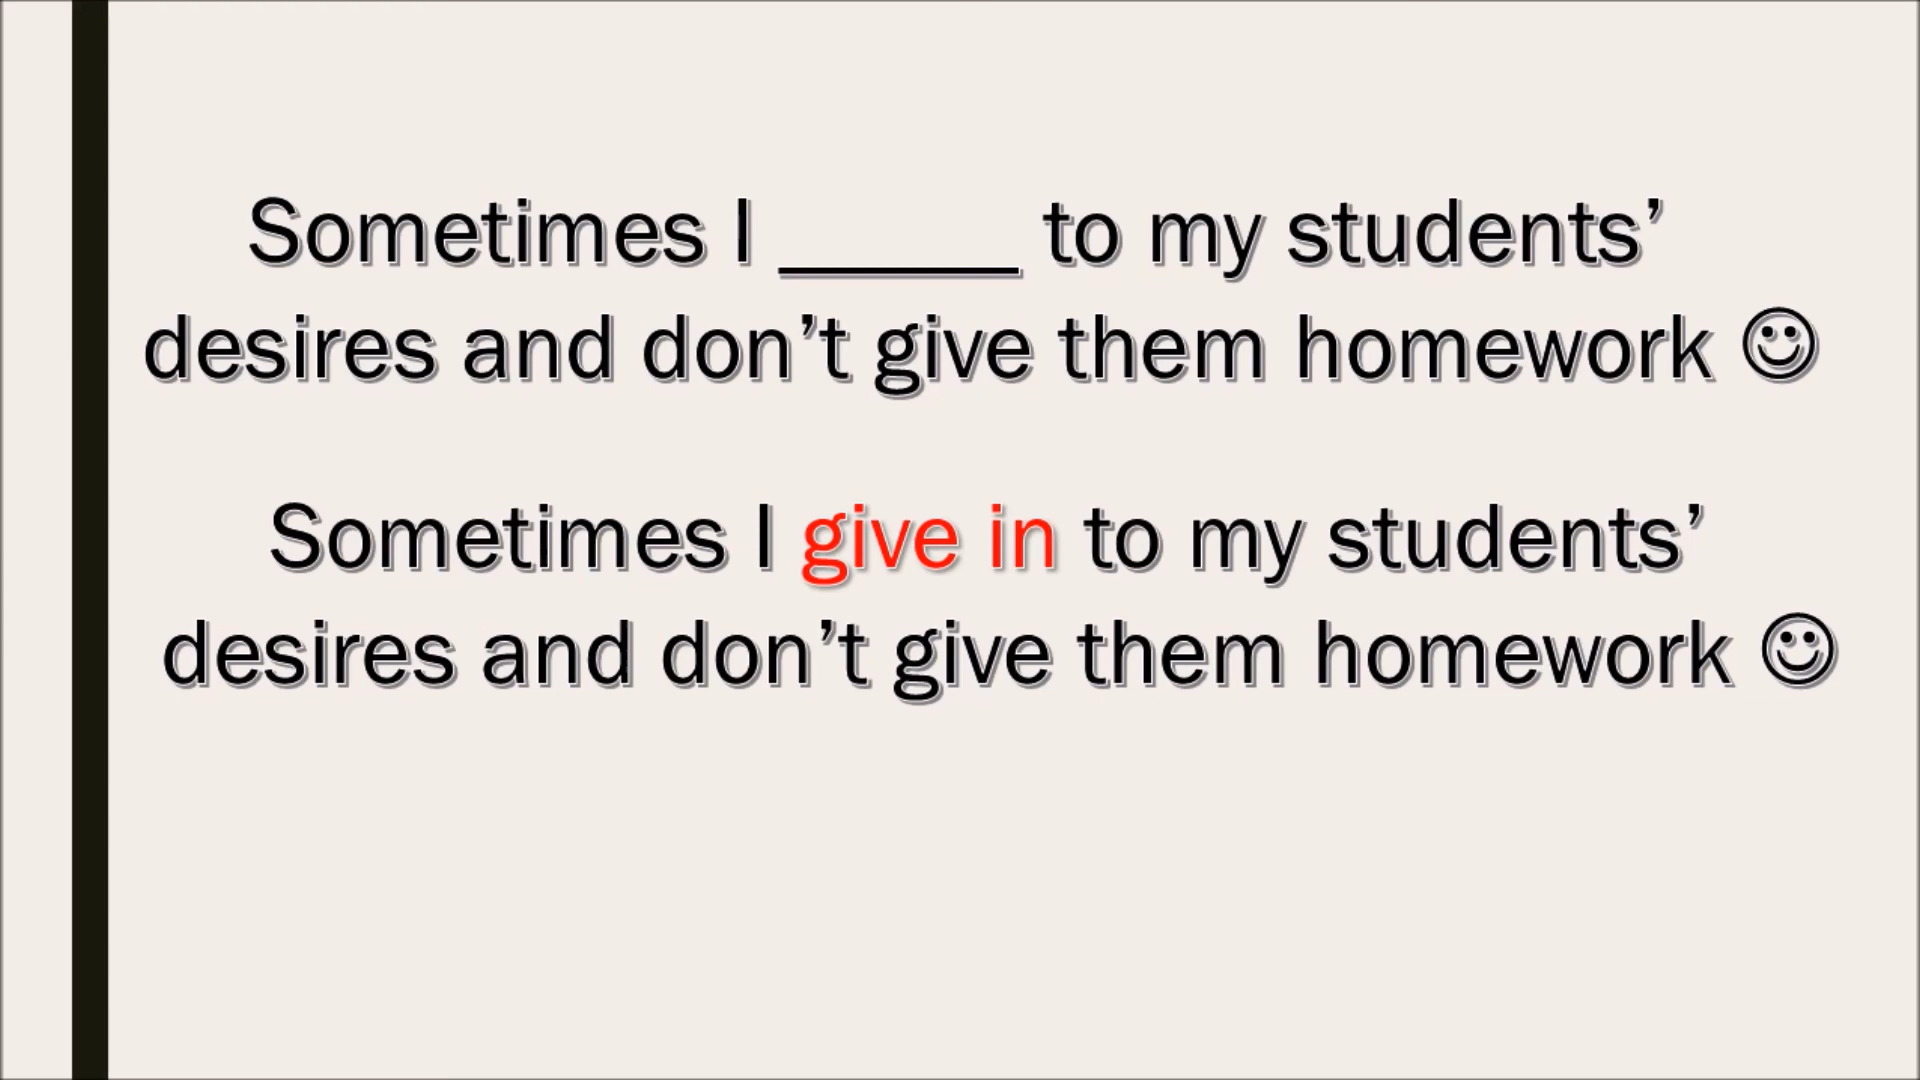 Sometimes I ______ to my students’
desires and don’t give them homework ☺
Sometimes I give in to my students’
desires and don’t give them homework ☺